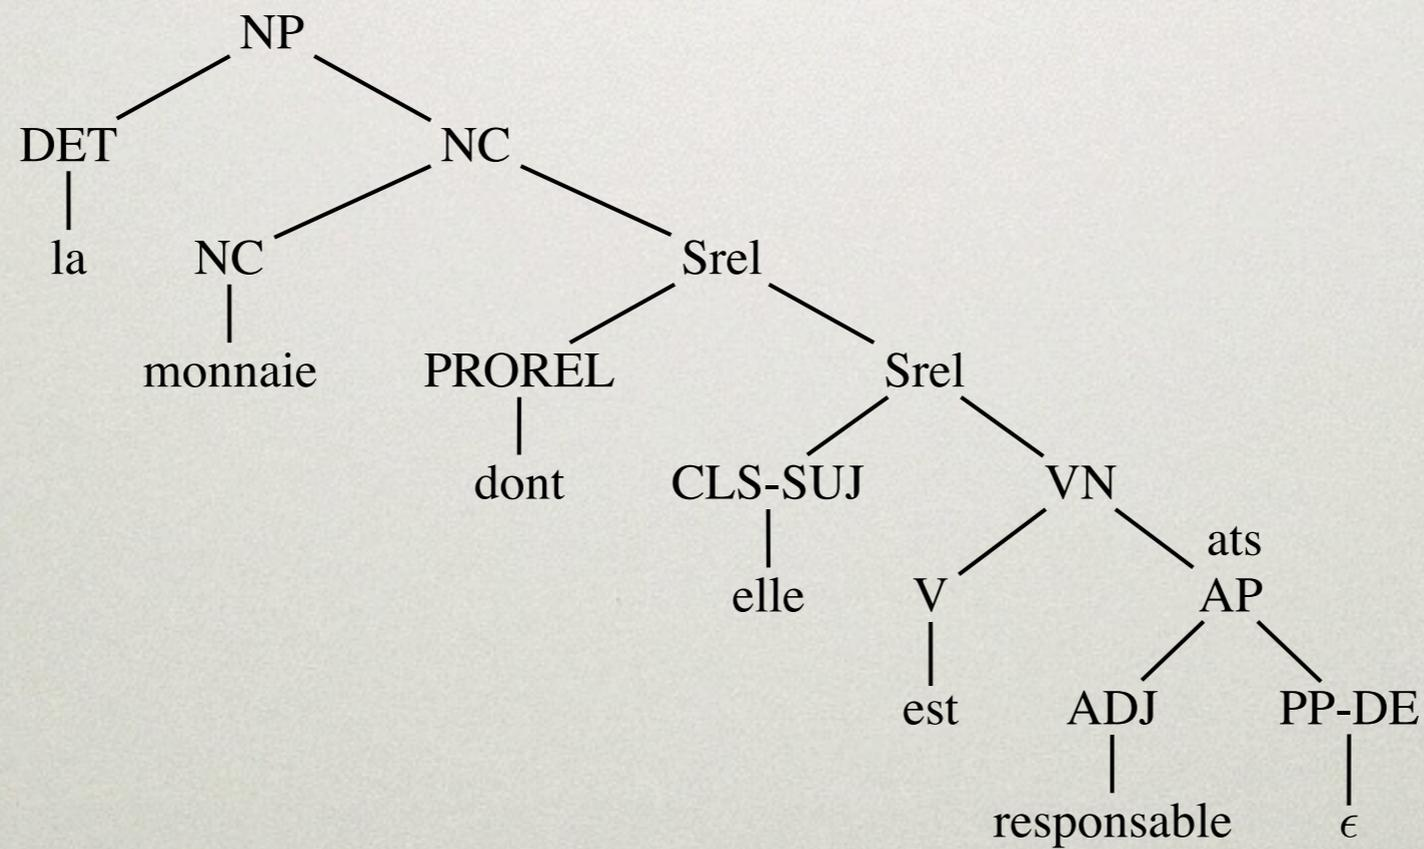 NP
DET NC
la NC Srel
monnaie PROREL Srel
dont CLS-SUJ VN
ats
elle V AP
est ADJ PP-DE
responsable ϵ